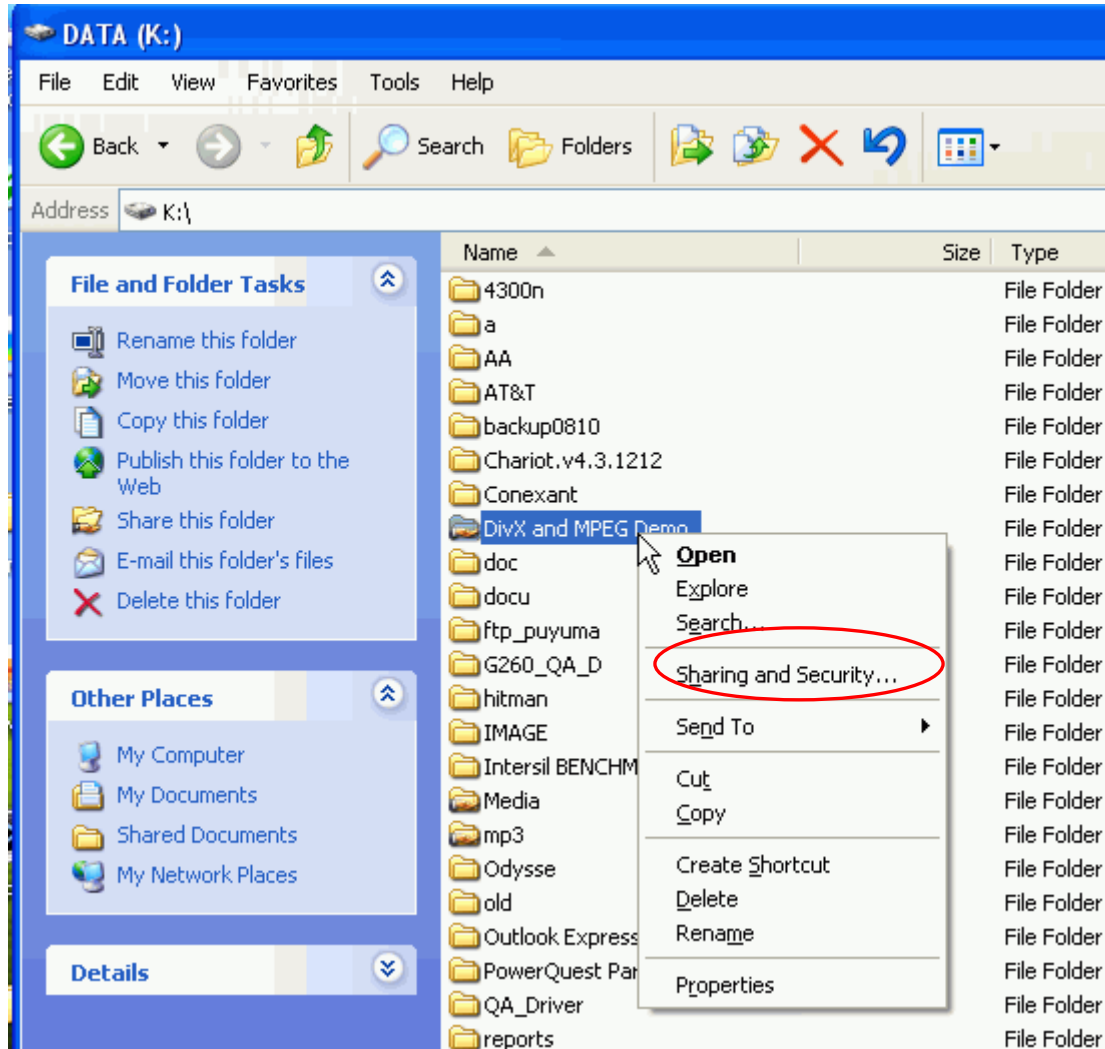 DATA (K:)
File Edit View Favorites Tools Help
Back Search Folders
Address K:\
File and Folder Tasks
Rename this folder
Move this folder
Copy this folder
Publish this folder to the
Web
Share this folder
E-mail this folder's files
Delete this folder
Other Places
My Computer
My Documents
Shared Documents
My Network Places
Details
Name Size Type
4300n File Folder
a File Folder
AA File Folder
AT&T File Folder
backup0810 File Folder
Chariot.v4.3.1212 File Folder
Conexant File Folder
DivX and MPEG Demo File Folder
doc File Folder
docu File Folder
ftp_puyuma File Folder
G260_QA_D File Folder
hitman File Folder
IMAGE File Folder
Intersil BENCHM File Folder
Media File Folder
mp3 File Folder
Odysse File Folder
old File Folder
Outlook Express File Folder
PowerQuest Par File Folder
QA_Driver File Folder
reports File Folder
Open
Explore
Search...
Sharing and Security...
Send To
Cut
Copy
Create Shortcut
Delete
Rename
Properties